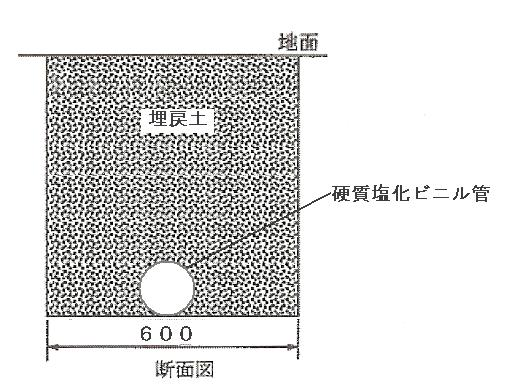 地面
埋戻土
硬質塩化ビニル管
６００
断面図